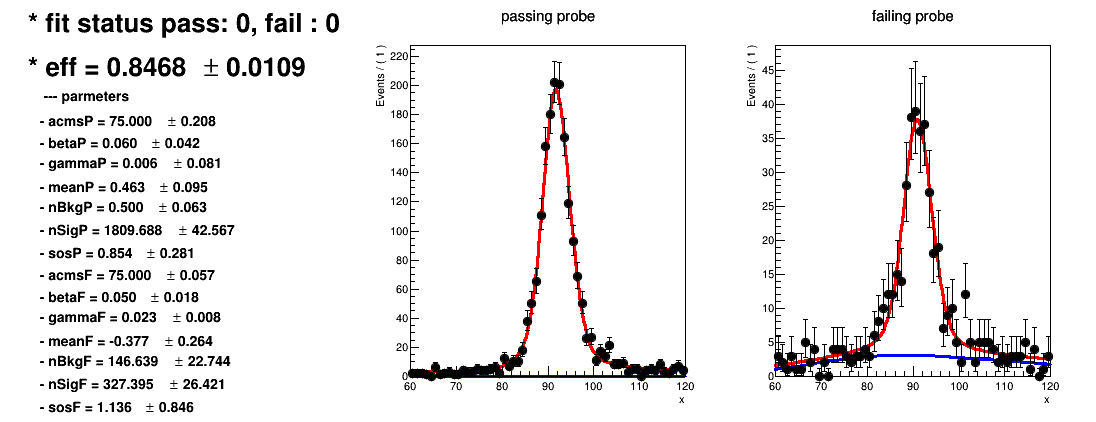 * fit status pass: 0, fail : 0
* eff = 0.8468 ± 0.0109
--- parmeters
- acmsP = 75.000 ± 0.208
- betaP = 0.060 ± 0.042
- gammaP = 0.006 ± 0.081
- meanP = 0.463 ± 0.095
- nBkgP = 0.500 ± 0.063
- nSigP = 1809.688 ± 42.567
- sosP = 0.854 ± 0.281
- acmsF = 75.000 ± 0.057
- betaF = 0.050 ± 0.018
- gammaF = 0.023 ± 0.008
- meanF = -0.377 ± 0.264
- nBkgF = 146.639 ± 22.744
- nSigF = 327.395 ± 26.421
- sosF = 1.136 ± 0.846
passing probe
Events / ( 1 )
220
200
180
160
140
120
100
80
60
40
20
0
60 70 80 90 100 110 120
x
failing probe
Events / ( 1 )
45
40
35
30
25
20
15
10
5
0
60 70 80 90 100 110 120
x